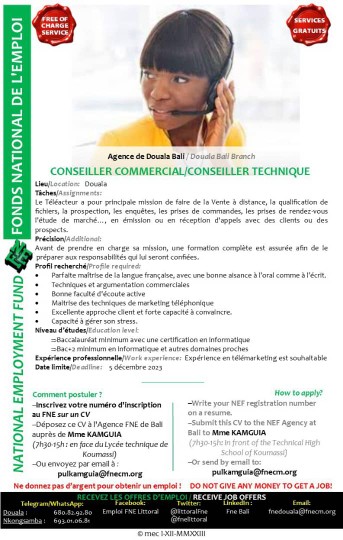 FREE OF
CHARGE
SERVICE
SERVICES
GRATUITS
FONDS NATIONAL DE L'EMPLOI
NATIONAL EMPLOYMENT FUND
Agence de Douala Bali / Douala Bali Branch
CONSEILLER COMMERCIAL/CONSEILLER TECHNIQUE
Lieu/Location: Douala
Tâches/Assignments:
Le Téléacteur a pour principale mission de faire de la Vente à distance, la qualification de
fichiers, la prospection, les enquêtes, les prises de commandes, les prises de rendez-vous
l'étude de marché…, en émission ou en réception d'appels avec des clients ou des
prospects.
Précision/Additional:
Avant de prendre en charge sa mission, une formation complète est assurée afin de le
préparer aux responsabilités qui lui seront confiées.
Profil recherché/Profile required:
• Parfaite maîtrise de la langue française, avec une bonne aisance à l'oral comme à l'écrit.
• Techniques et argumentation commerciales
• Bonne faculté d'écoute active
• Maîtrise des techniques de marketing téléphonique
• Excellente approche client et forte capacité à convaincre.
• Capacité à gérer son stress.
Niveau d'études/Education level:
⇒Baccalauréat minimum avec une certification en informatique
⇒Bac+2 minimum en informatique et autres domaines proches
Expérience professionnelle/Work experience: Expérience en télémarketing est souhaitable
Date limite/Deadline: 5 décembre 2023
Comment postuler ?
–Inscrivez votre numéro d'inscription
au FNE sur un CV
–Déposez ce CV à l'Agence FNE de Bali
auprès de Mme KAMGUIA
(7h30-15h : en face du Lycée technique de
Koumassi)
–Ou envoyez par email à :
pulkamguia@fnecm.org
How to apply?
–Write your NEF registration number
on a resume.
–Submit this CV to the NEF Agency at
Bali to Mme KAMGUIA
(7h30-15h: In front of the Technical High
School of Koumassi)
–Or send by email to:
pulkamguia@fnecm.org
Ne donnez pas d'argent pour obtenir un emploi ! DO NOT GIVE ANY MONEY TO GET A JOB!
RECEVEZ LES OFFRES D'EMPLOI / RECEIVE JOB OFFERS
Telegram/WhatsApp:
Douala : 680.82.92.80
Nkongsamba : 693.01.06.81
Facebook:
Emploi FNE Littoral
Twitter:
@littoralFne
@fnelittoral
Linkedin :
Fne Bali
Email:
fnedouala@fnecm.org
© mec I-XII-MMXXIII